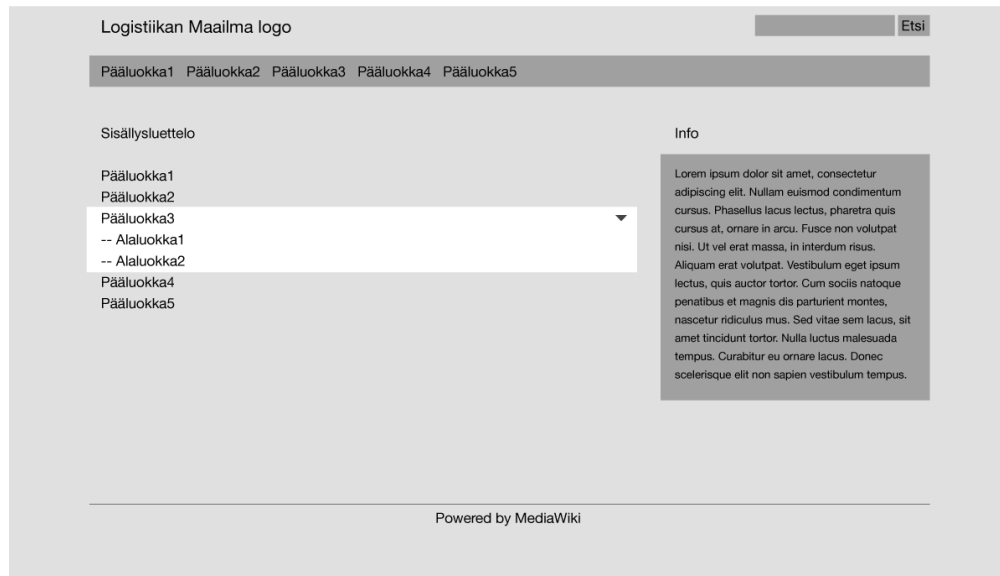 Logistiikan Maailma logo
Etsi
Pääluokka1 Pääluokka2 Pääluokka3 Pääluokka4 Pääluokka5
Sisällysluettelo
Pääluokka1
Pääluokka2
Pääluokka3
-- Alaluokka1
-- Alaluokka2
Pääluokka4
Pääluokka5
Info
Lorem ipsum dolor sit amet, consectetur
adipiscing elit. Nullam euismod condimentum
cursus. Phasellus lacus lectus, pharetra quis
cursus at, ornare in arcu. Fusce non volutpat
nisi. Ut vel erat massa, in interdum risus.
Aliquam erat volutpat. Vestibulum eget ipsum
lectus, quis auctor tortor. Cum sociis natoque
penatibus et magnis dis parturient montes,
nascetur ridiculus mus. Sed vitae sem lacus, sit
amet tincidunt tortor. Nulla luctus malesuada
tempus. Curabitur eu ornare lacus. Donec
scelerisque elit non sapien vestibulum tempus.
Powered by MediaWiki